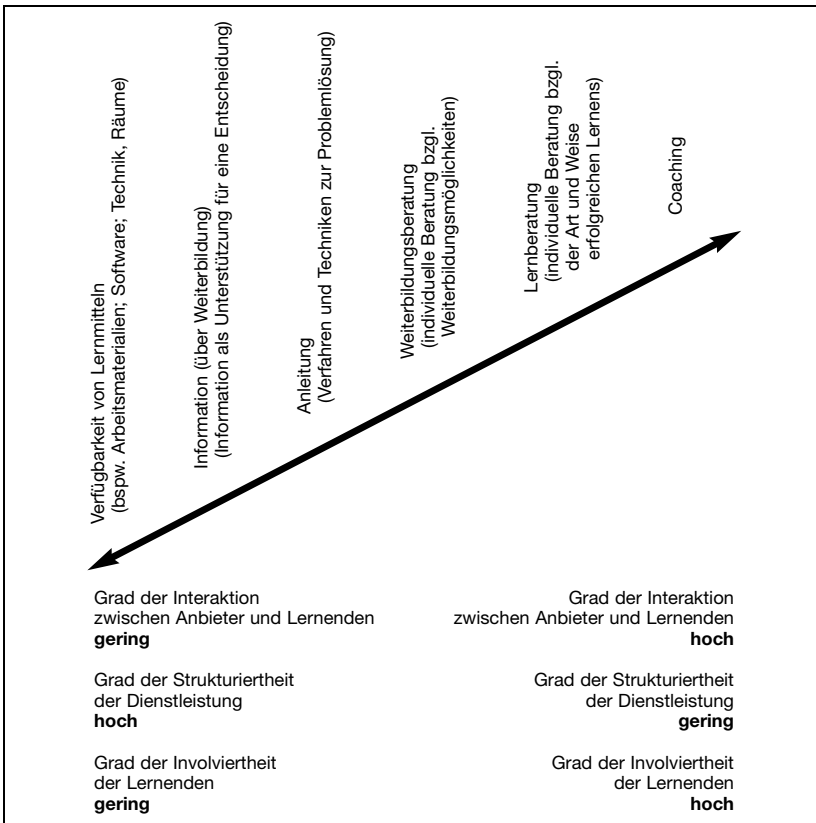 Verfügbarkeit von Lernmitteln
(bspw. Arbeitsmaterialien; Software; Technik, Räume)
Information (über Weiterbildung)
(Information als Unterstützung für eine Entscheidung)
Anleitung
(Verfahren und Techniken zur Problemlösung)
Weiterbildungsberatung
(individuelle Beratung bzgl.
Weiterbildungsmöglichkeiten)
Lernberatung
(individuelle Beratung bzgl.
der Art und Weise
erfolgreichen Lernens)
Coaching
Grad der Interaktion
zwischen Anbieter und Lernenden
gering
Grad der Interaktion
zwischen Anbieter und Lernenden
hoch
Grad der Strukturiertheit
der Dienstleistung
hoch
Grad der Strukturiertheit
der Dienstleistung
gering
Grad der Involviertheit
der Lernenden
gering
Grad der Involviertheit
der Lernenden
hoch